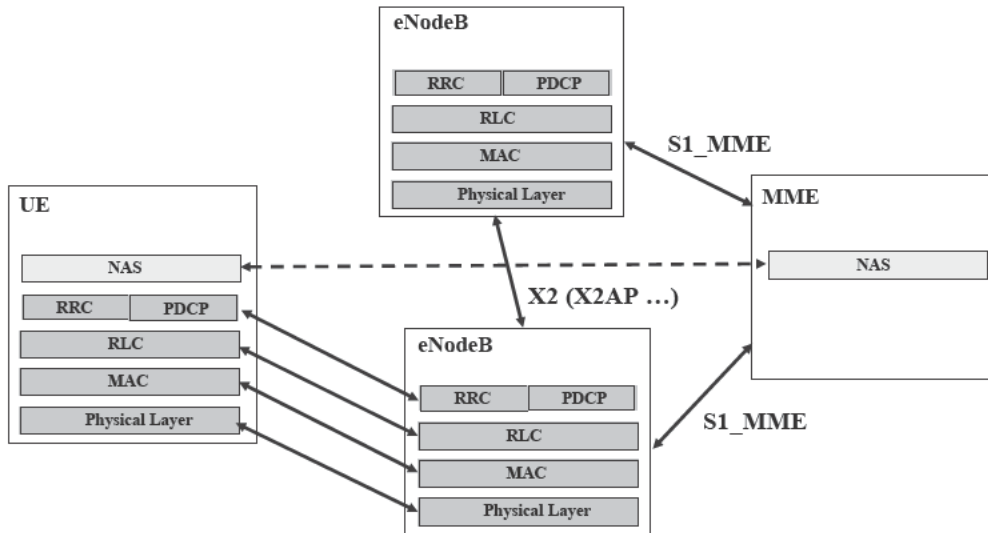 eNodeB
RRC
PDCP
RLC
MAC
Physical Layer
S1_MME
UE
NAS
RRC
PDCP
RLC
MAC
Physical Layer
MME
NAS
X2 (X2AP …)
eNodeB
RRC
PDCP
RLC
MAC
Physical Layer
S1_MME